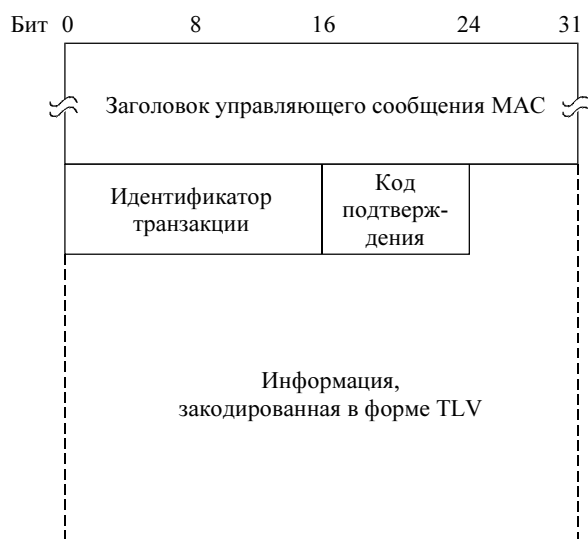 Бит 0 8 16 24 31
Заголовок управляющего сообщения MAC
Идентификатор
транзакции
Код
подтверж-
дения
Информация,
закодированная в форме TLV